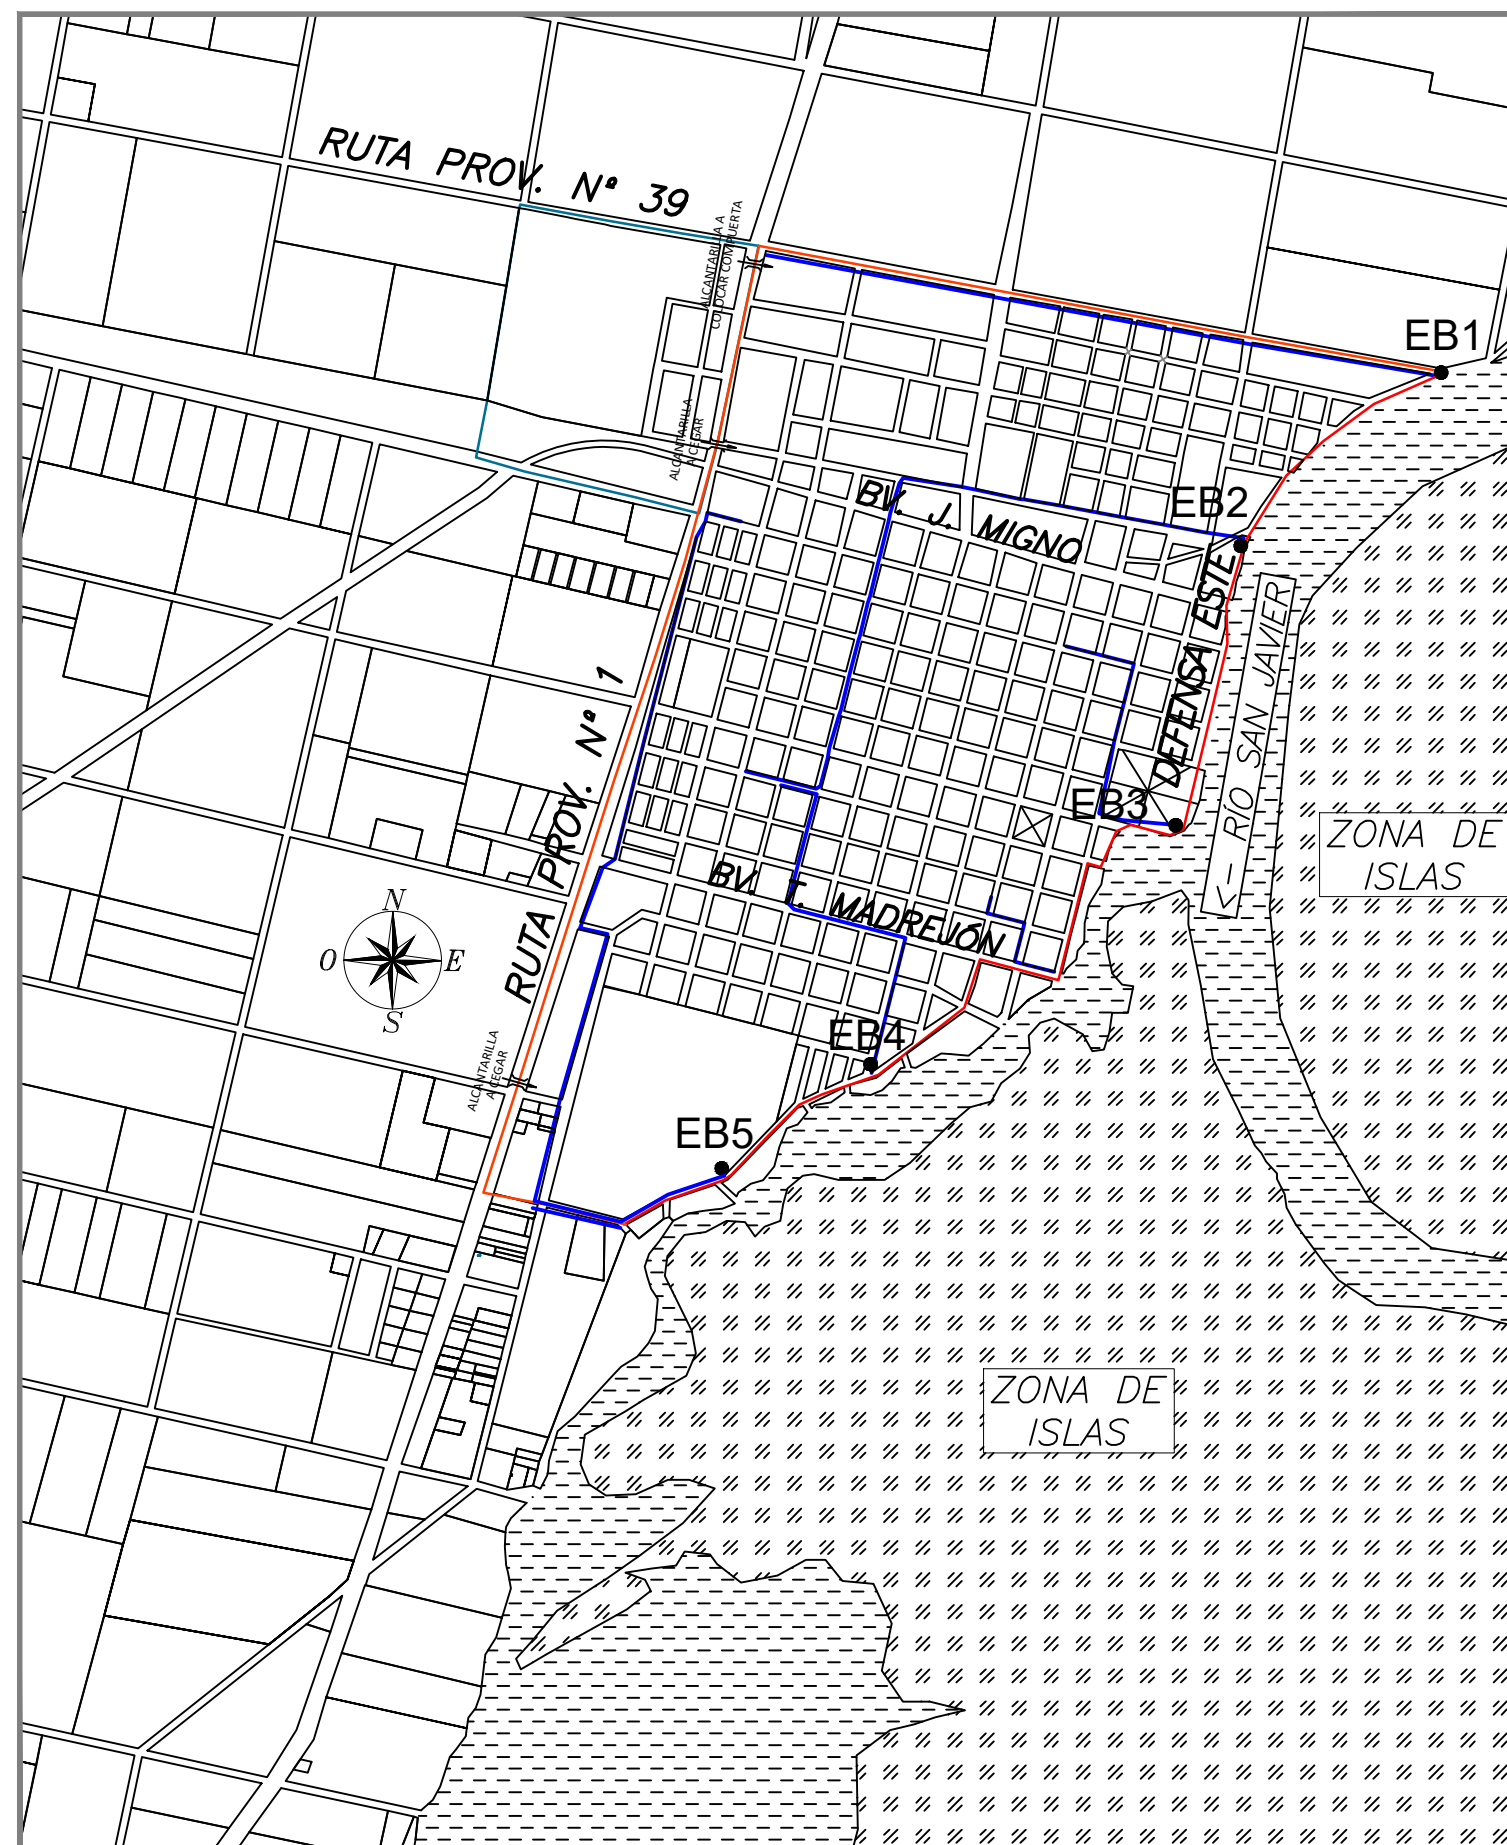 RUTA PROV. Nº 39
ALCANTARILLA A
COLOCAR COMPUERTA
EB1
ALCANTARILLA
A CEGAR
BV. J. MIGNO
EB2
DEFENSA ESTE
<- RÍO SAN JAVIER
RUTA PROV. Nº 1
EB3
ZONA DE
ISLAS
BV. T. MADREJÓN
N
O
E
S
EB4
ALCANTARILLA
A CEGAR
EB5
ZONA DE
ISLAS